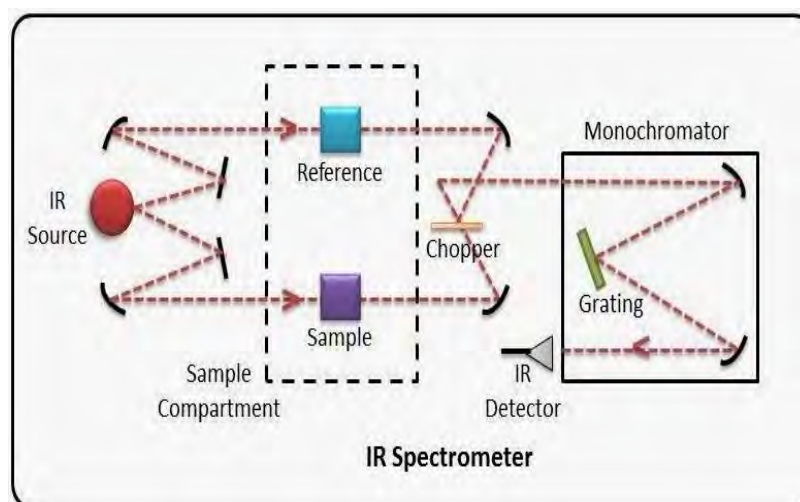 Monochromator
Reference
IR
Source
Chopper
Grating
Sample
Sample
Compartment
IR
Detector
IR Spectrometer